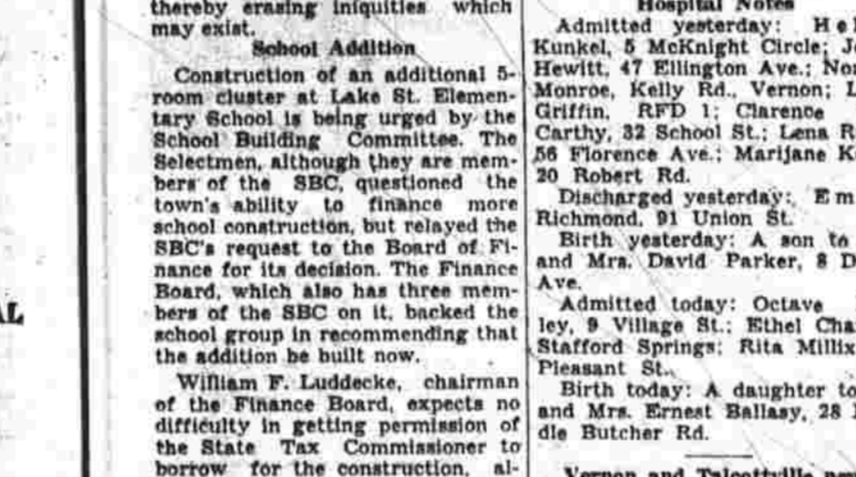 AL
thereby erasing iniquities which
may exist.
School Addition
Construction of an additional 5-
room cluster at Lake St. Elemen-
tary School is being urged by the
School Building Committee. The
Selectmen, although they are mem-
bers of the SBC, questioned the
town's ability to finance more
school construction, but relayed the
SBC's request to the Board of Fi-
nance for its decision. The Finance
Board, which also has three mem-
bers of the SBC on it, backed the
school group in recommending that
the addition be built now.
William F. Luddecke, chairman
of the Finance Board, expects no
difficulty in getting permission of
the State Tax Commissioner to
borrow for the construction, al-
Hospital Notes
Admitted yesterday:
Kunkel, 5 McKnight Circle;
Hewitt, 47 Ellington Ave.;
Monroe, Kelly Rd., Vernon;
Griffin, RFD 1; Clarence
Carthy, 32 School St.; Lena
56 Florence Ave.; Marijane
20 Robert Rd.
Discharged yesterday:
Richmond, 91 Union St.
Birth yesterday: A son to
and Mrs. David Parker, 8
Ave.
Admitted today: Octave
ley, 9 Village St.; Ethel
Stafford Springs; Rita
Pleasant St.
Birth today: A daughter to
and Mrs. Ernest Ballasy, 28
dle Butcher Rd.
Vernon and Talcottville